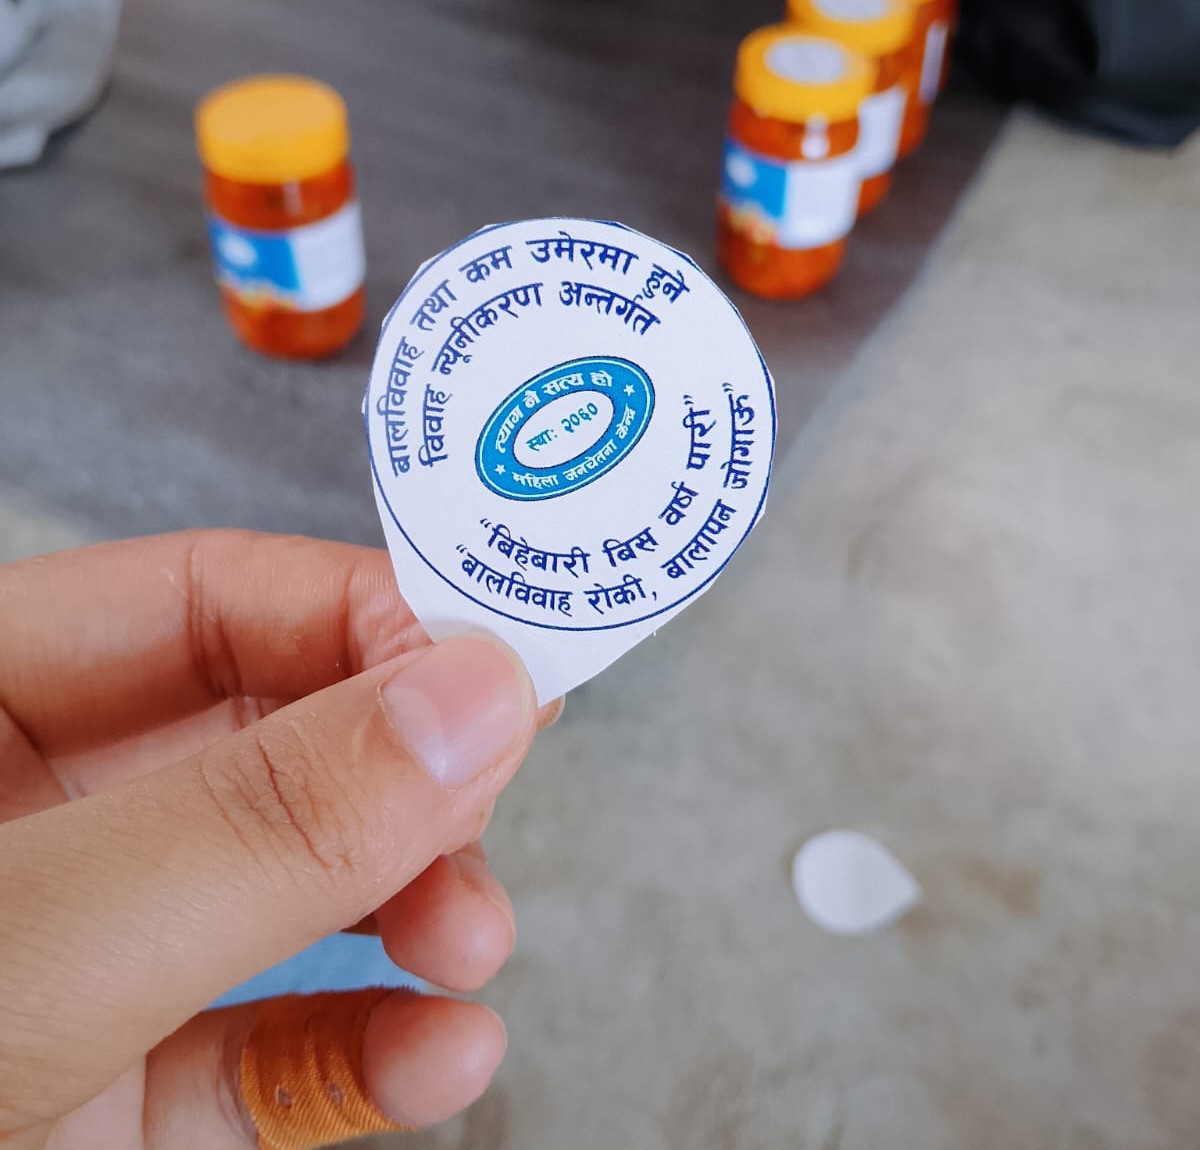 बालविवाह तथा कम उमेरमा हुने
विवाह न्यूनीकरण अन्तर्गत
त्याग नै सत्य हो
स्थाः २०६०
महिला जनचेतना केन्द्र
“बिहेबारी बिस वर्ष पारी”
“बालविवाह रोकी, बालापन जोगाऊ”